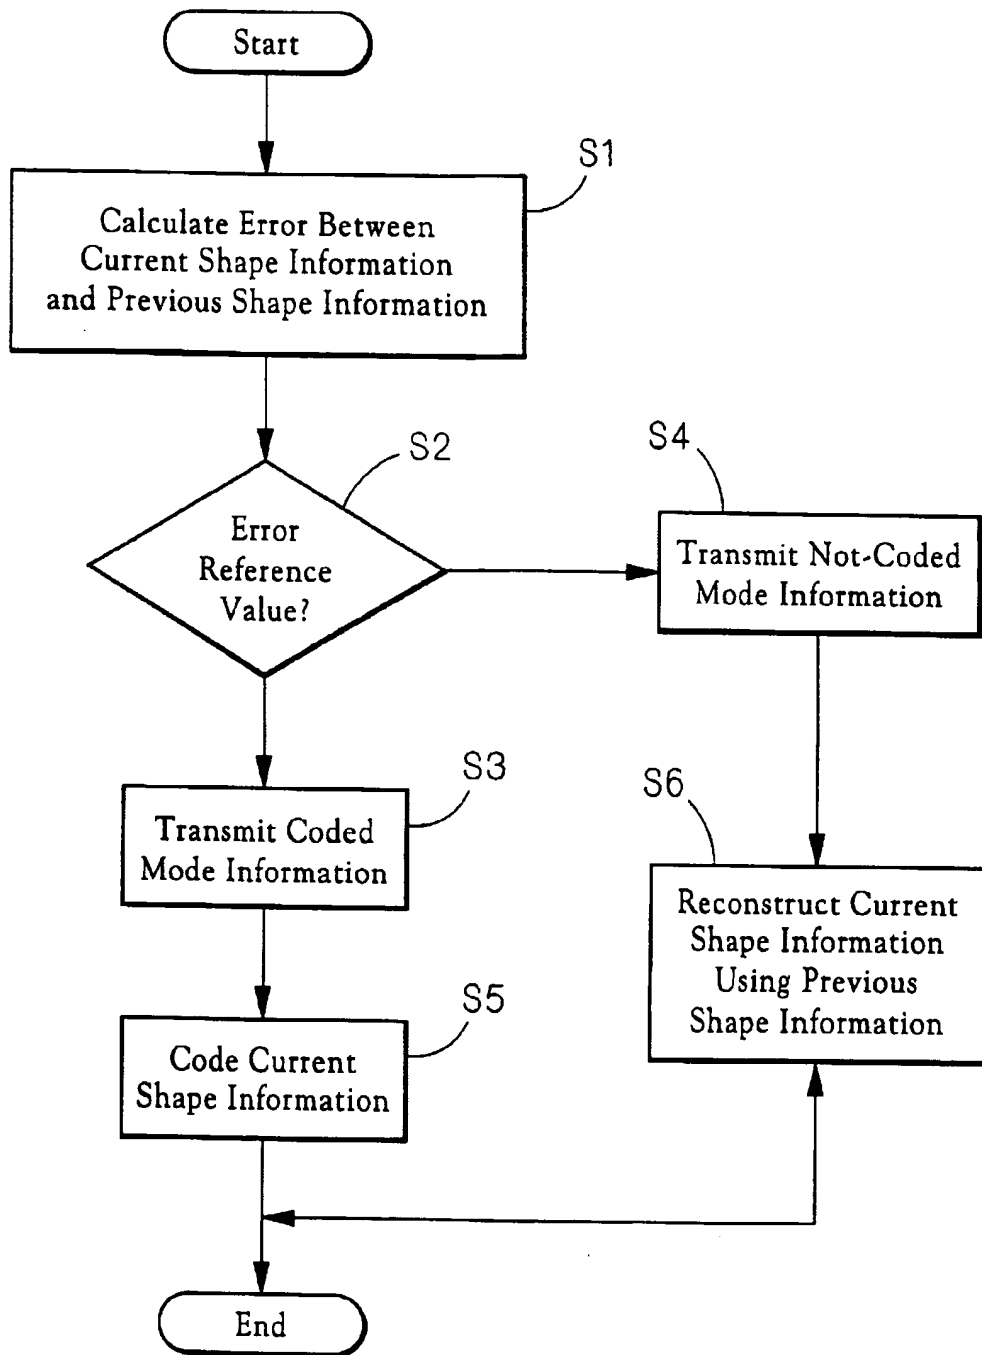 Start
S1
Calculate Error Between
Current Shape Information
and Previous Shape Information
S2
Error
Reference
Value?
S4
Transmit Not-Coded
Mode Information
S3
Transmit Coded
Mode Information
S6
Reconstruct Current
Shape Information
Using Previous
Shape Information
S5
Code Current
Shape Information
End